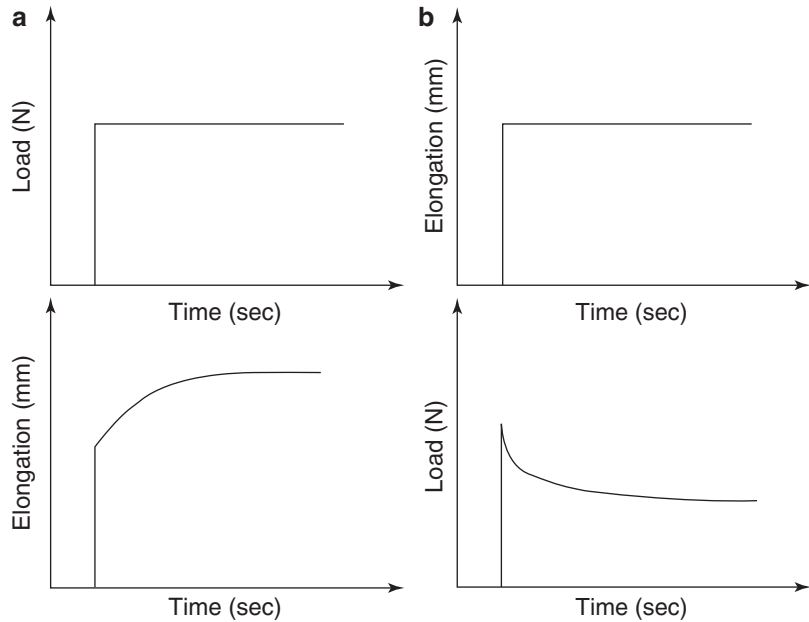 a
Load (N)
Time (sec)
Elongation (mm)
Time (sec)
b
Elongation (mm)
Time (sec)
Load (N)
Time (sec)